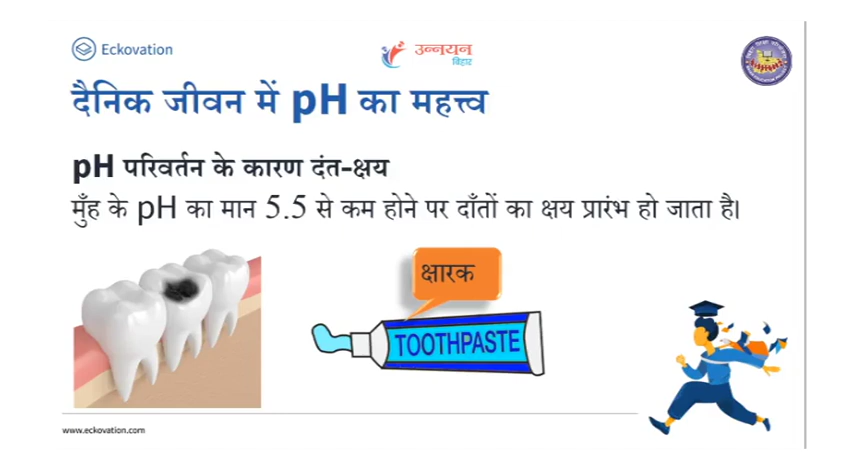 Eckovation
उन्नयन
बिहार
दैनिक जीवन में pH का महत्त्व
pH परिवर्तन के कारण दंत-क्षय
मुँह के pH का मान 5.5 से कम होने पर दाँतों का क्षय प्रारंभ हो जाता है।
क्षारक
TOOTHPASTE
www.eckovation.com